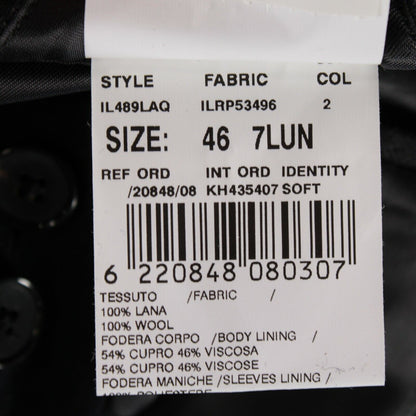 STYLE FABRIC COL
IL489LAQ ILRP53496 2
SIZE: 46 7LUN
REF ORD INT ORD IDENTITY
/20848/08 KH435407 SOFT
6 220848 080307
TESSUTO /FABRIC /
100% LANA
100% WOOL
FODERA CORPO /BODY LINING /
54% CUPRO 46% VISCOSA
54% CUPRO 46% VISCOSE
FODERA MANICHE /SLEEVES LINING /
100% POLIESTERE